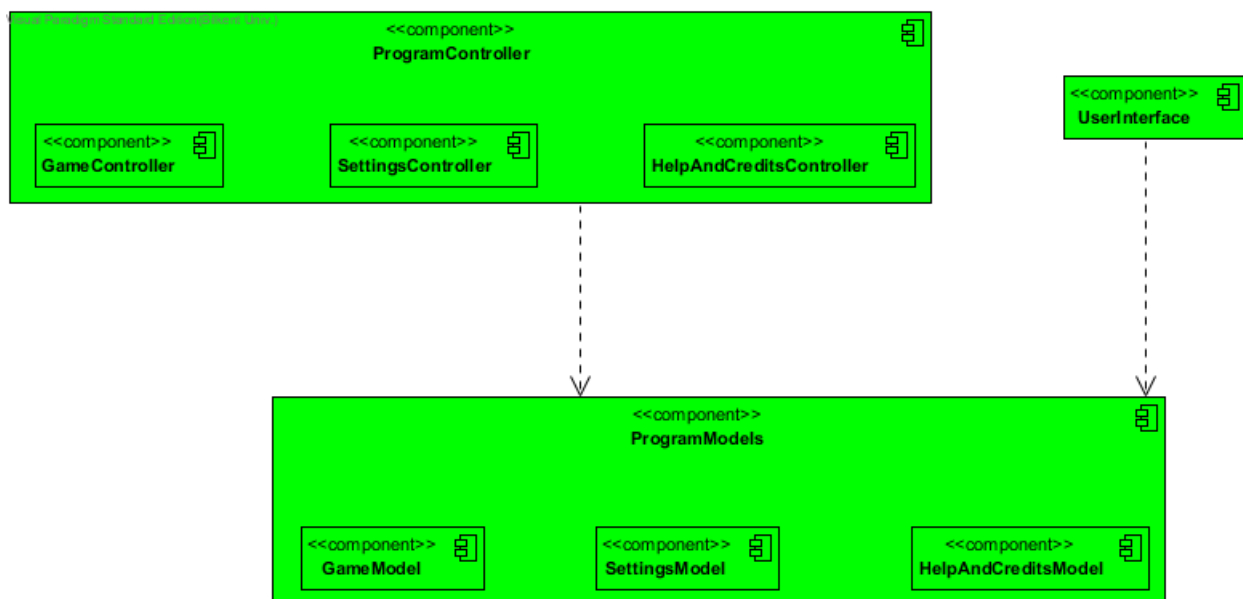 Visual Paradigm Standard Edition(Bilkent Univ.)
<<component>>
ProgramController
<<component>>
GameController
<<component>>
SettingsController
<<component>>
HelpAndCreditsController
<<component>>
UserInterface
<<component>>
ProgramModels
<<component>>
GameModel
<<component>>
SettingsModel
<<component>>
HelpAndCreditsModel